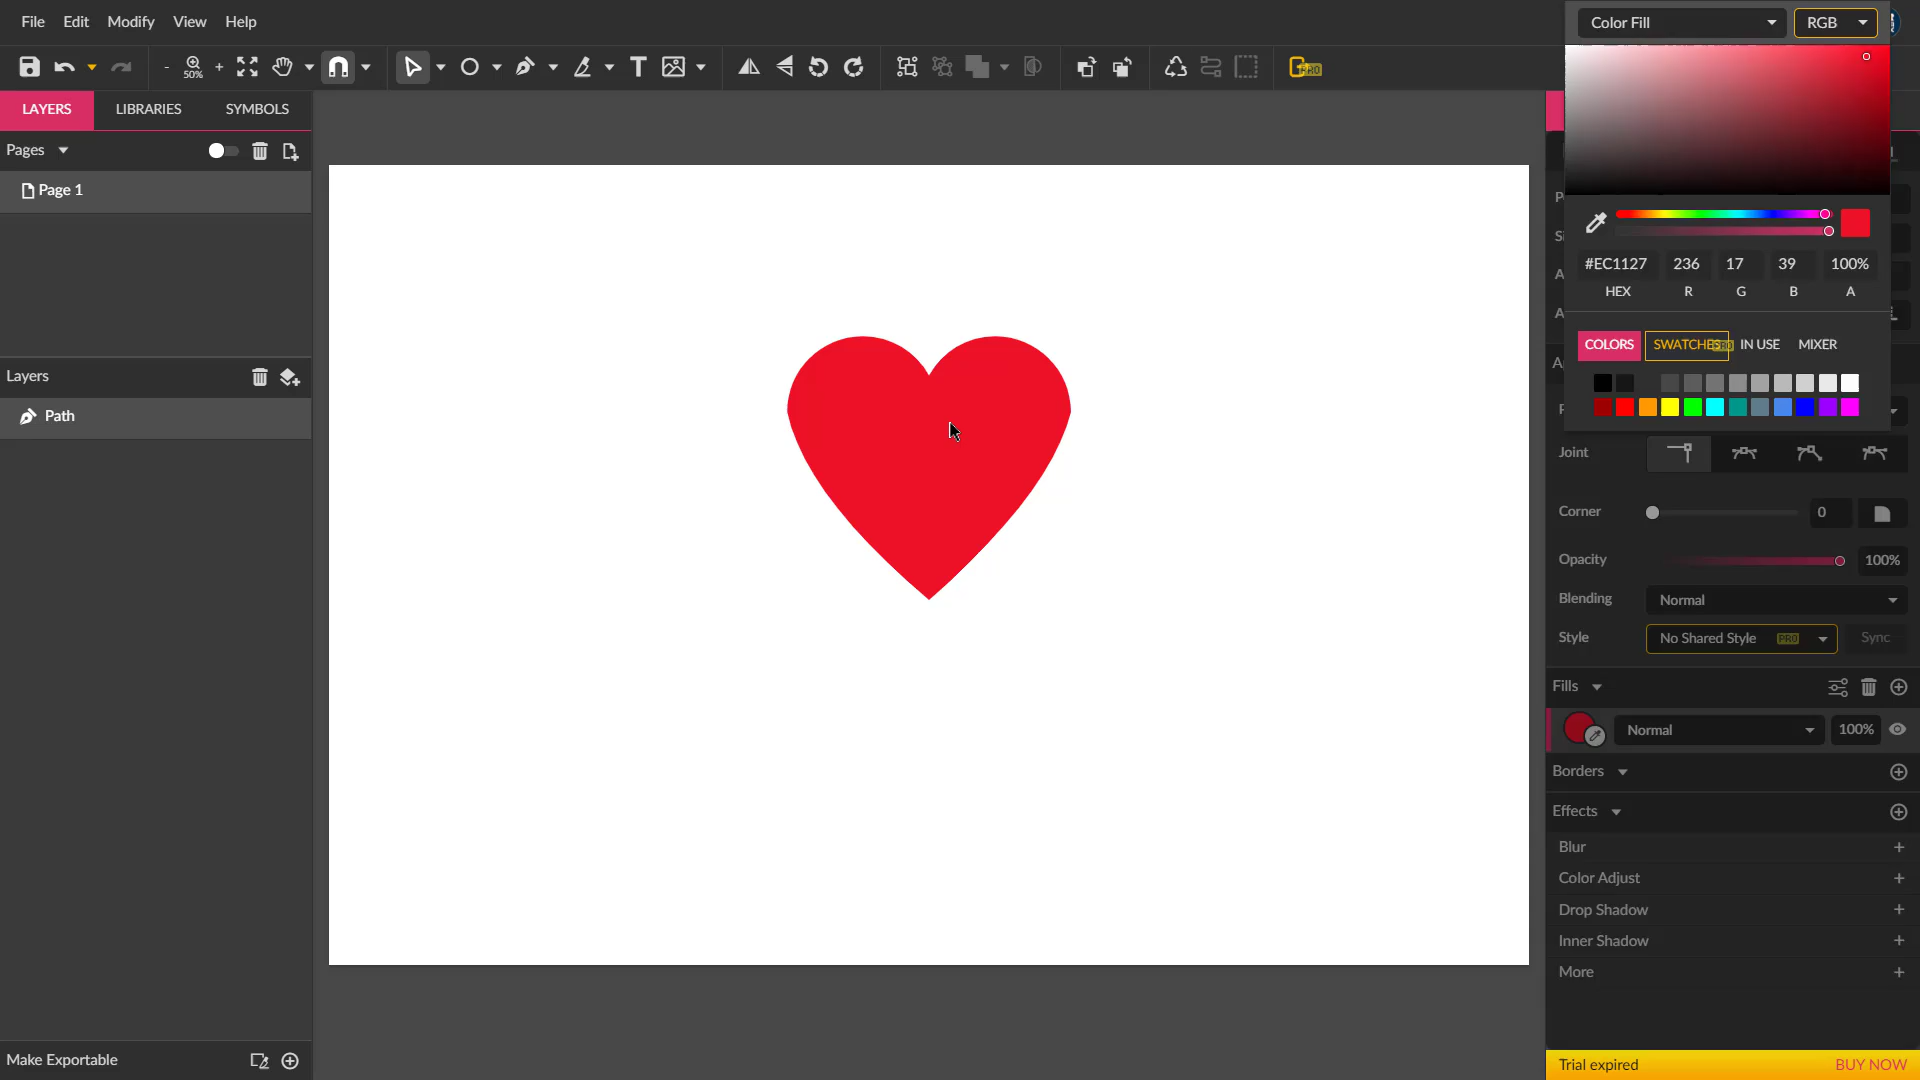 File Edit Modify View Help
- 50% +
PRO
LAYERS LIBRARIES SYMBOLS
Pages
Page 1
Layers
Path
Make Exportable
Color Fill RGB
#EC1127 236 17 39 100%
HEX R G B A
COLORS SWATCHES IN USE MIXER
Joint
Corner 0
Opacity 100%
Blending Normal
Style No Shared Style PRO Sync
Fills
Normal 100%
Borders
Effects
Blur +
Color Adjust +
Drop Shadow +
Inner Shadow +
More +
Trial expired BUY NOW